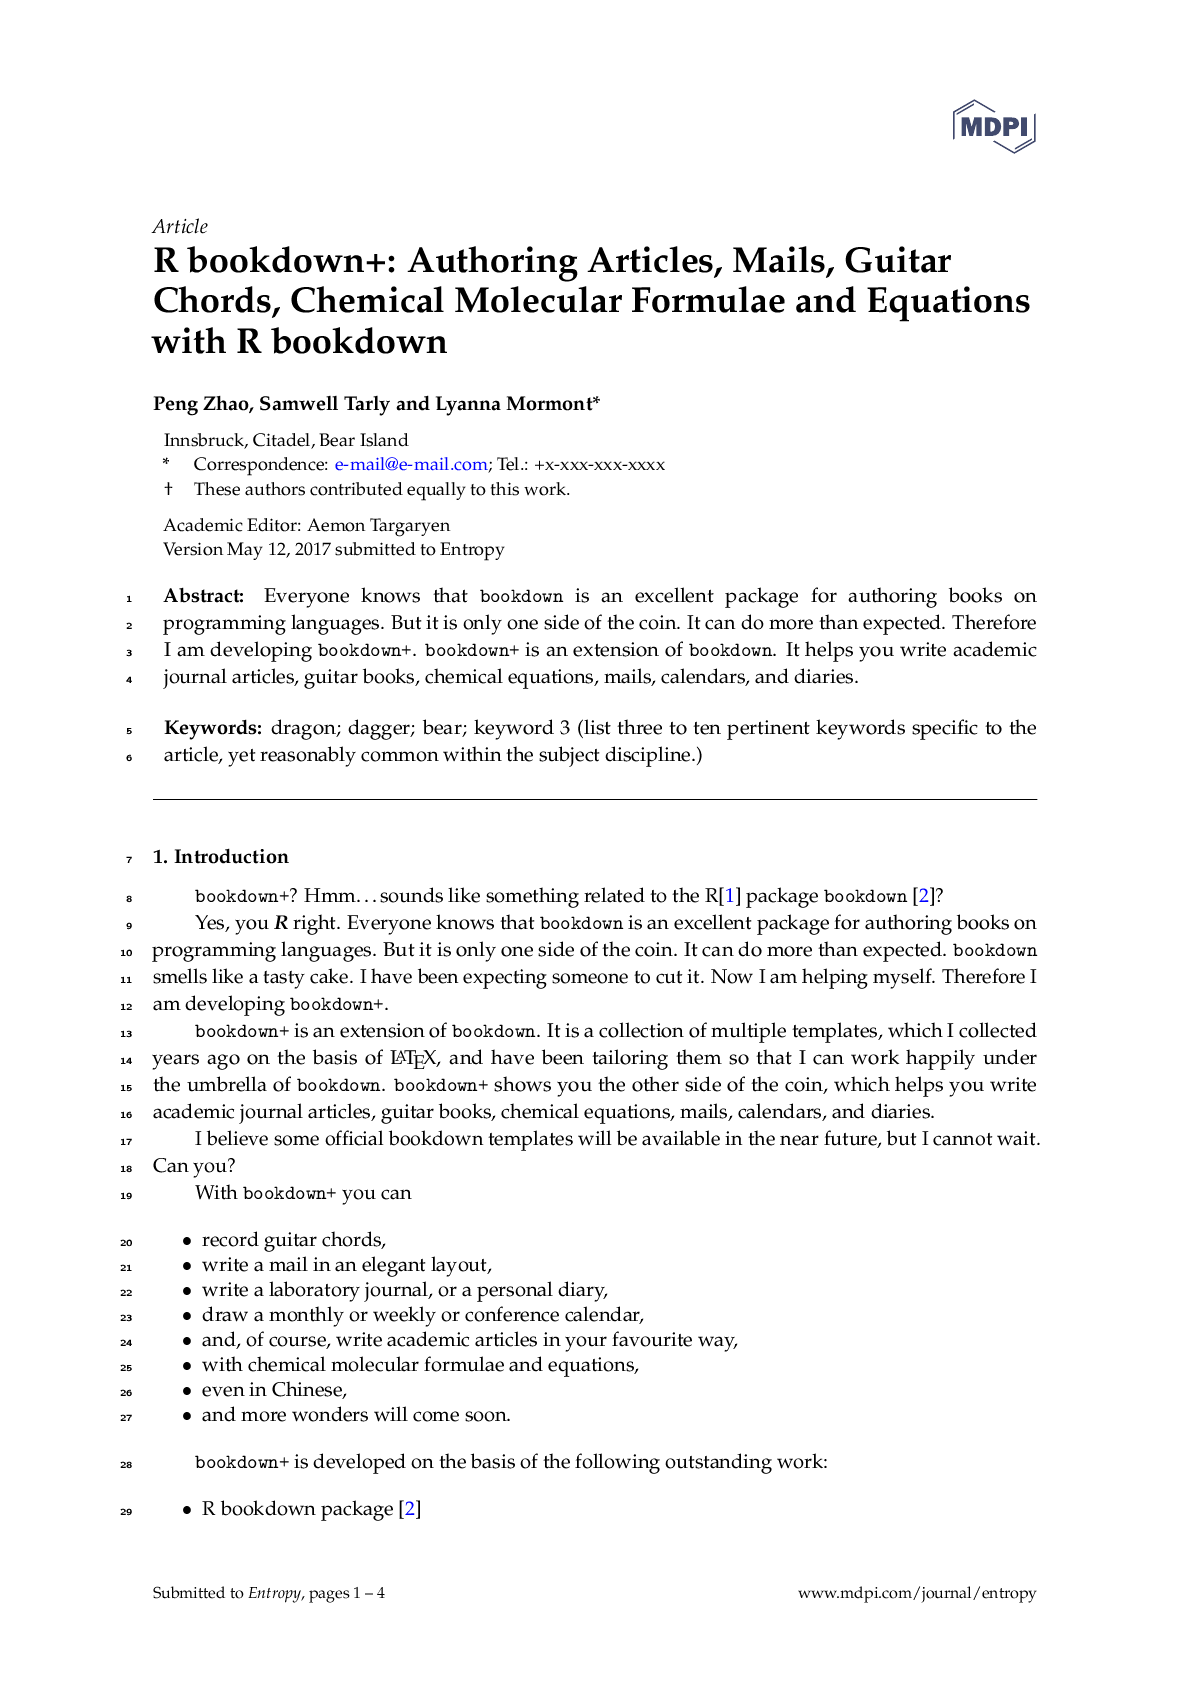 MDPI
Article
R bookdown+: Authoring Articles, Mails, Guitar
Chords, Chemical Molecular Formulae and Equations
with R bookdown
Peng Zhao, Samwell Tarly and Lyanna Mormont*
Innsbruck, Citadel, Bear Island
* Correspondence: e-mail@e-mail.com; Tel.: +x-xxx-xxx-xxxx
† These authors contributed equally to this work.
Academic Editor: Aemon Targaryen
Version May 12, 2017 submitted to Entropy
1 Abstract: Everyone knows that bookdown is an excellent package for authoring books on
2 programming languages. But it is only one side of the coin. It can do more than expected. Therefore
3 I am developing bookdown+. bookdown+ is an extension of bookdown. It helps you write academic
4 journal articles, guitar books, chemical equations, mails, calendars, and diaries.
5 Keywords: dragon; dagger; bear; keyword 3 (list three to ten pertinent keywords specific to the
6 article, yet reasonably common within the subject discipline.)
7 1. Introduction
8 bookdown+? Hmm...sounds like something related to the R[1] package bookdown [2]?
9 Yes, you R right. Everyone knows that bookdown is an excellent package for authoring books on
10 programming languages. But it is only one side of the coin. It can do more than expected. bookdown
11 smells like a tasty cake. I have been expecting someone to cut it. Now I am helping myself. Therefore I
12 am developing bookdown+.
13 bookdown+ is an extension of bookdown. It is a collection of multiple templates, which I collected
14 years ago on the basis of LATEX, and have been tailoring them so that I can work happily under
15 the umbrella of bookdown. bookdown+ shows you the other side of the coin, which helps you write
16 academic journal articles, guitar books, chemical equations, mails, calendars, and diaries.
17 I believe some official bookdown templates will be available in the near future, but I cannot wait.
18 Can you?
19 With bookdown+ you can
20 • record guitar chords,
21 • write a mail in an elegant layout,
22 • write a laboratory journal, or a personal diary,
23 • draw a monthly or weekly or conference calendar,
24 • and, of course, write academic articles in your favourite way,
25 • with chemical molecular formulae and equations,
26 • even in Chinese,
27 • and more wonders will come soon.
28 bookdown+ is developed on the basis of the following outstanding work:
29 • R bookdown package [2]
Submitted to Entropy, pages 1 – 4
www.mdpi.com/journal/entropy